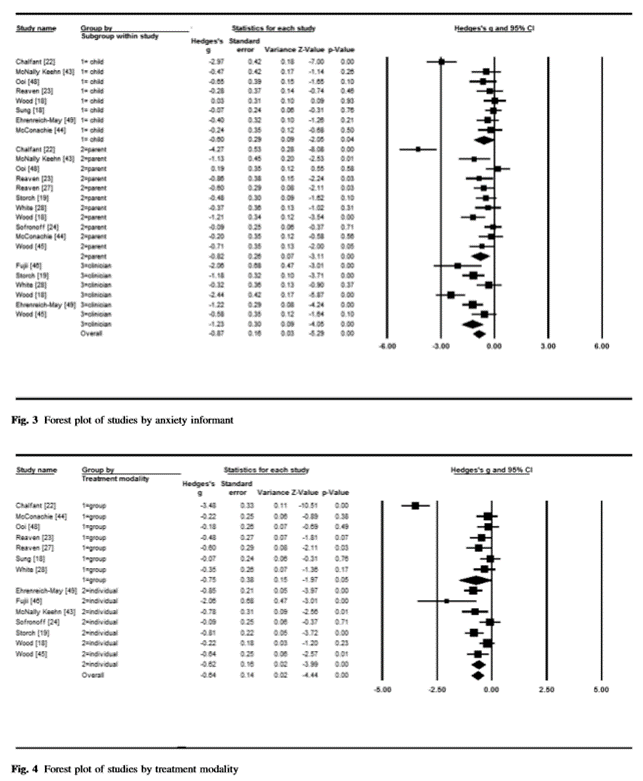 Study name Group by Statistics for each study Hedges's g and 95% CI
Subgroup within study
Hedges's Standard
g error Variance Z-Value p-Value
Chalfant [22] 1= child -2.97 0.42 0.18 -7.00 0.00
McNally Keehn [43] 1= child -0.47 0.42 0.17 -1.14 0.26
Ooi [48] 1= child -0.65 0.39 0.15 -1.65 0.10
Reaven [23] 1= child -0.28 0.37 0.14 -0.74 0.46
Wood [18] 1= child 0.03 0.31 0.10 0.09 0.93
Sung [18] 1= child -0.07 0.24 0.06 -0.31 0.76
Ehrenreich-May [49] 1= child -0.40 0.32 0.10 -1.26 0.21
McConachie [44] 1= child -0.24 0.35 0.12 -0.68 0.50
1= child -0.60 0.29 0.09 -2.05 0.04
Chalfant [22] 2=parent -4.27 0.53 0.28 -8.08 0.00
McNally Keehn [43] 2=parent -1.13 0.45 0.20 -2.53 0.01
Ooi [48] 2=parent 0.19 0.35 0.12 0.55 0.58
Reaven [23] 2=parent -0.86 0.38 0.15 -2.24 0.03
Reaven [27] 2=parent -0.60 0.29 0.08 -2.11 0.03
Storch [19] 2=parent -0.48 0.30 0.09 -1.62 0.10
White [28] 2=parent -0.37 0.36 0.13 -1.02 0.31
Wood [18] 2=parent -1.21 0.34 0.12 -3.54 0.00
Sofronoff [24] 2=parent -0.09 0.25 0.06 -0.37 0.71
McConachie [44] 2=parent -0.20 0.35 0.12 -0.58 0.56
Wood [45] 2=parent -0.71 0.35 0.13 -2.00 0.05
2=parent -0.82 0.26 0.07 -3.11 0.00
Fujii [46] 3=clinician -2.06 0.68 0.47 -3.01 0.00
Storch [19] 3=clinician -1.18 0.32 0.10 -3.71 0.00
White [28] 3=clinician -0.32 0.36 0.13 -0.90 0.37
Wood [18] 3=clinician -2.44 0.42 0.17 -5.87 0.00
Ehrenreich-May [49] 3=clinician -1.22 0.29 0.08 -4.24 0.00
Wood [45] 3=clinician -0.58 0.35 0.12 -1.64 0.10
3=clinician -1.23 0.30 0.09 -4.05 0.00
Overall -0.87 0.16 0.03 -5.29 0.00
-6.00 -3.00 0.00 3.00 6.00
Fig. 3 Forest plot of studies by anxiety informant
Study name Group by Statistics for each study Hedges's g and 95% CI
Treatment modality
Hedges's Standard
g error Variance Z-Value p-Value
Chalfant [22] 1=group -3.48 0.33 0.11 -10.51 0.00
McConachie [44] 1=group -0.22 0.25 0.06 -0.89 0.38
Ooi [48] 1=group -0.18 0.26 0.07 -0.69 0.49
Reaven [23] 1=group -0.48 0.27 0.07 -1.81 0.07
Reaven [27] 1=group -0.60 0.29 0.08 -2.11 0.03
Sung [18] 1=group -0.07 0.24 0.06 -0.31 0.76
White [28] 1=group -0.35 0.26 0.07 -1.36 0.17
1=group -0.75 0.38 0.15 -1.97 0.05
Ehrenreich-May [49] 2=individual -0.85 0.21 0.05 -3.97 0.00
Fujii [46] 2=individual -2.06 0.68 0.47 -3.01 0.00
McNally Keehn [43] 2=individual -0.78 0.31 0.09 -2.56 0.01
Sofronoff [24] 2=individual -0.09 0.25 0.06 -0.37 0.71
Storch [19] 2=individual -0.81 0.22 0.05 -3.72 0.00
Wood [18] 2=individual -0.22 0.18 0.03 -1.20 0.23
Wood [45] 2=individual -0.64 0.25 0.06 -2.57 0.01
2=individual -0.62 0.16 0.02 -3.99 0.00
Overall -0.64 0.14 0.02 -4.44 0.00
-5.00 -2.50 0.00 2.50 5.00
Fig. 4 Forest plot of studies by treatment modality